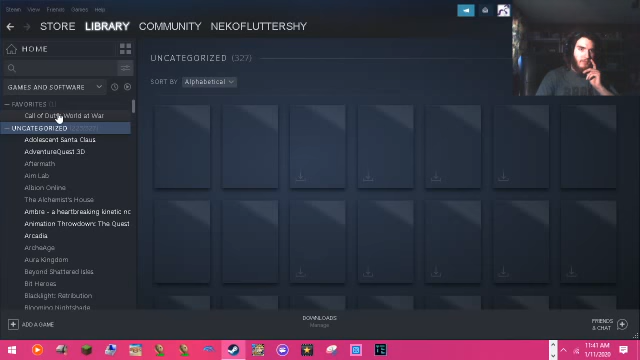 Steam View Friends Games Help
STORE LIBRARY COMMUNITY NEKOFLUTTERSHY
HOME
UNCATEGORIZED (327)
SORT BY Alphabetical
GAMES AND SOFTWARE
— FAVORITES
Call of Duty: World at War
— UNCATEGORIZED
Adolescent Santa Claus
AdventureQuest 3D
Aftermath
Aim Lab
Albion Online
The Alchemist's House
Ambre - a heartbreaking kinetic no
Animation Throwdown: The Quest
Arcadia
ArcheAge
Aura Kingdom
Beyond Shattered Isles
Bit Heroes
Blacklight: Retribution
Blooming Nightshade
ADD A GAME
DOWNLOADS
Manage
FRIENDS
& CHAT
11:41 AM
1/11/2020